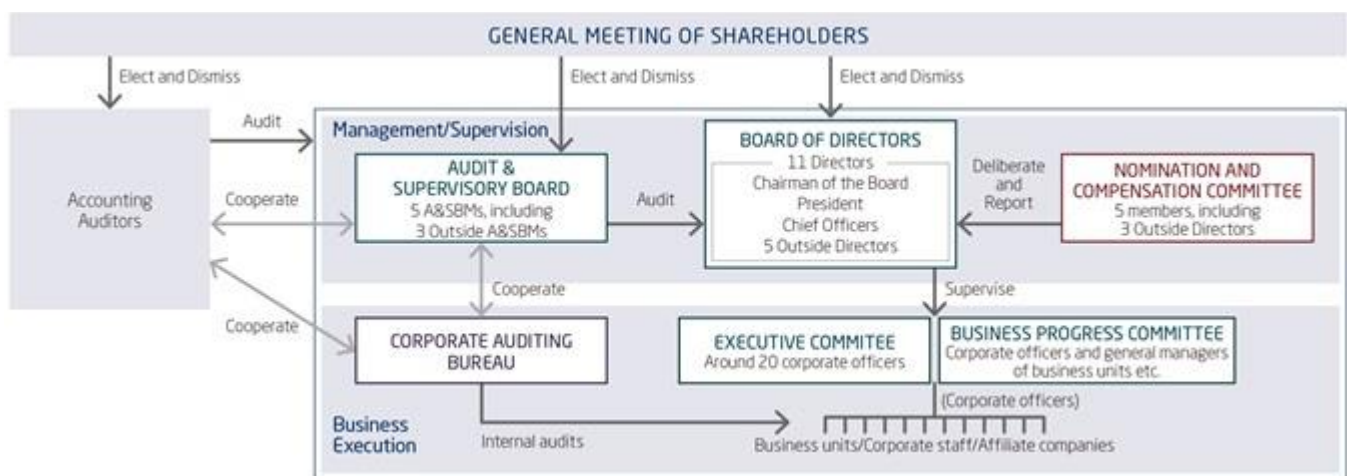 GENERAL MEETING OF SHAREHOLDERS
Elect and Dismiss
Elect and Dismiss
Elect and Dismiss
Accounting
Auditors
Audit
Cooperate
Cooperate
Management/Supervision
AUDIT &
SUPERVISORY BOARD
5 A&SBMs, including
3 Outside A&SBMs
Audit
BOARD OF DIRECTORS
11 Directors
Chairman of the Board
President
Chief Officers
5 Outside Directors
Deliberate
and
Report
NOMINATION AND
COMPENSATION COMMITTEE
5 members, including
3 Outside Directors
Cooperate
Supervise
CORPORATE AUDITING
BUREAU
EXECUTIVE COMMITEE
Around 20 corporate officers
BUSINESS PROGRESS COMMITTEE
Corporate officers and general managers
of business units etc.
(Corporate officers)
Business
Execution
Internal audits
Business units/Corporate staff/Affiliate companies